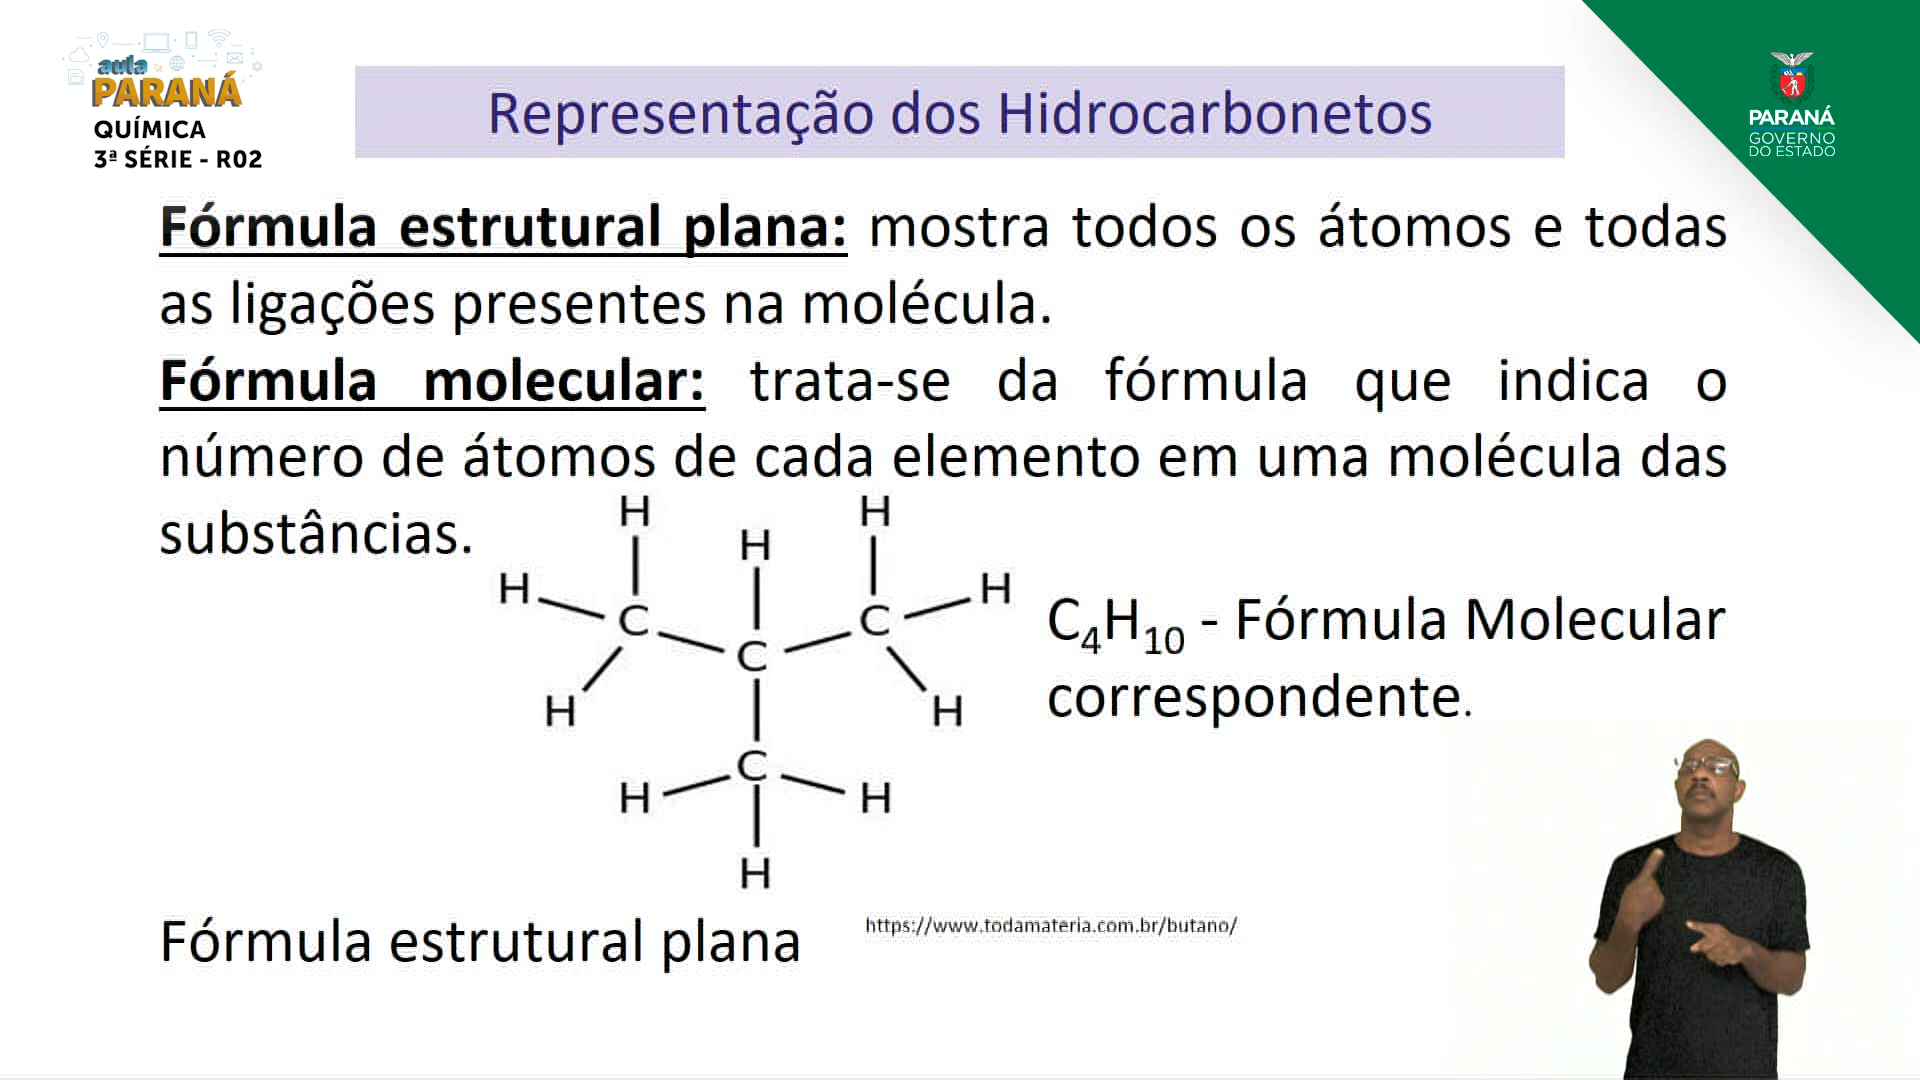 aula
PARANÁ
QUÍMICA
3ª SÉRIE - R02
Representação dos Hidrocarbonetos
PARANÁ
GOVERNO
DO ESTADO
Fórmula estrutural plana: mostra todos os átomos e todas
as ligações presentes na molécula.
Fórmula molecular: trata-se da fórmula que indica o
número de átomos de cada elemento em uma molécula das
substâncias.
H H
H
H H
C C
C
H H
C
H H
H
C₄H₁₀ - Fórmula Molecular
correspondente.
Fórmula estrutural plana
https://www.todamateria.com.br/butano/